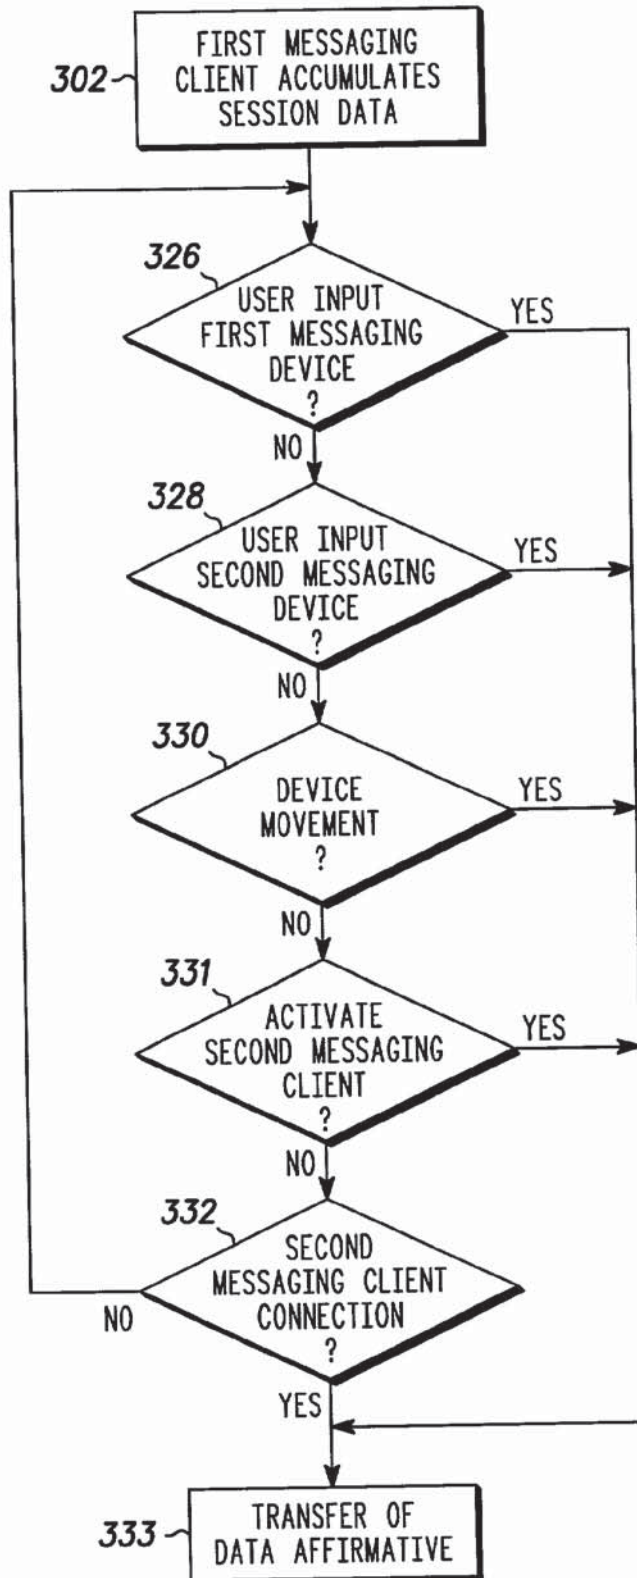 FIRST MESSAGING
CLIENT ACCUMULATES
SESSION DATA
302
326
USER INPUT
FIRST MESSAGING
DEVICE
?
YES
NO
328
USER INPUT
SECOND MESSAGING
DEVICE
?
YES
NO
330
DEVICE
MOVEMENT
?
YES
NO
331
ACTIVATE
SECOND MESSAGING
CLIENT
?
YES
NO
332
SECOND
MESSAGING CLIENT
CONNECTION
?
NO
YES
333
TRANSFER OF
DATA AFFIRMATIVE